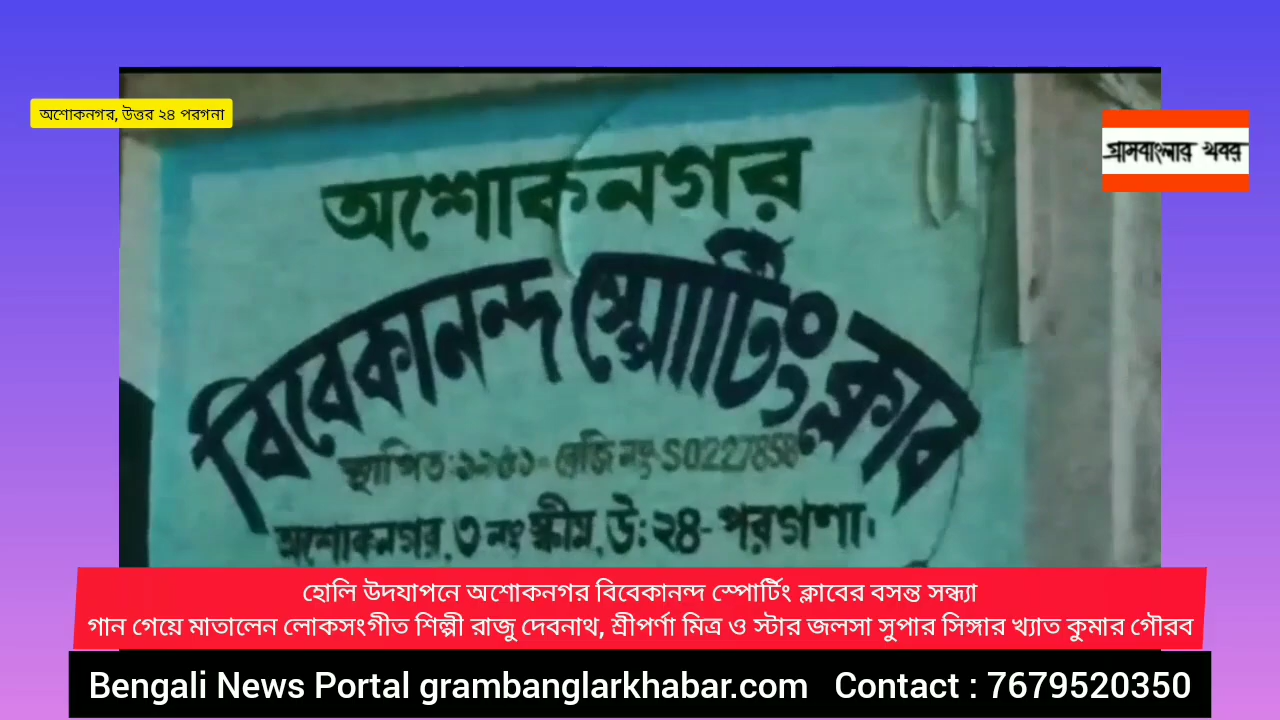 অশোকনগর, উত্তর ২৪ পরগনা
গ্রামবাংলার খবর
অশোকনগর
বিবেকানন্দ স্পোর্টিং ক্লাব
স্থাপিত: রেজি নং-S0227858
অশোকনগর, ৩ নং স্কীম, উ: ২৪- পরগণা।
হোলি উদযাপনে অশোকনগর বিবেকানন্দ স্পোর্টিং ক্লাবের বসন্ত সন্ধ্যা
গান গেয়ে মাতালেন লোকসংগীত শিল্পী রাজু দেবনাথ, শ্রীপর্ণা মিত্র ও স্টার জলসা সুপার সিঙ্গার খ্যাত কুমার গৌরব
Bengali News Portal grambanglarkhabar.com Contact : 7679520350